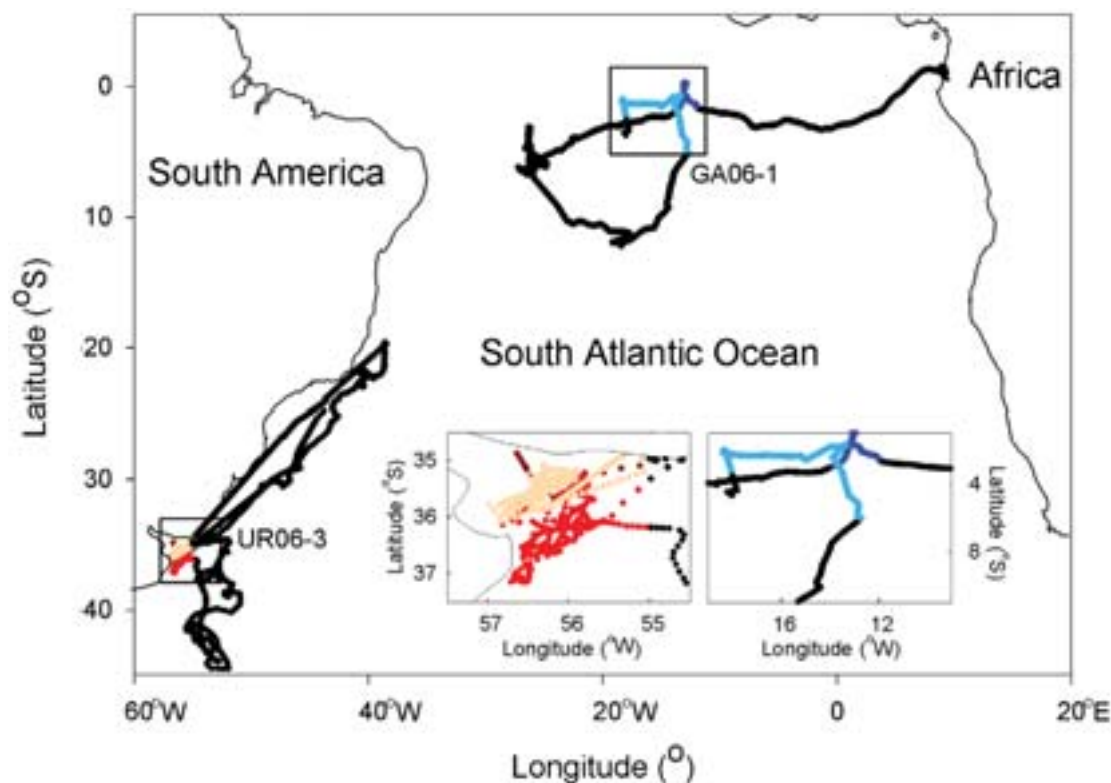 0
10
20
30
40
Latitude (°S)
60°W
40°W
20°W
0
20°E
Longitude (°)
South America
Africa
GA06-1
South Atlantic Ocean
UR06-3
35
36
37
Latitude (°S)
57
56
55
Longitude (°W)
4
8
Latitude (°S)
16
12
Longitude (°W)